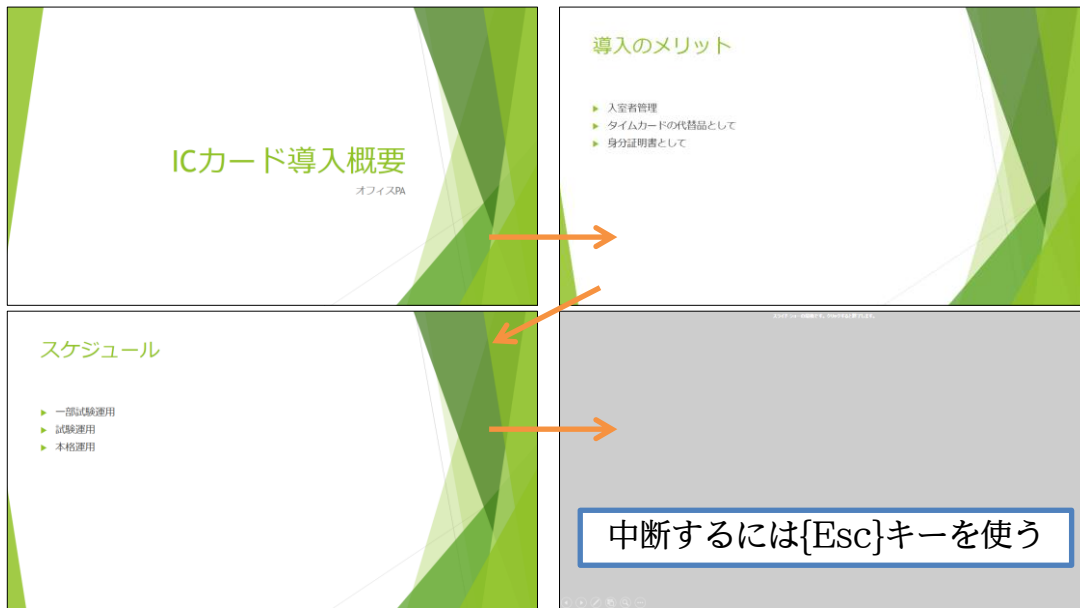 ICカード導入概要
オフィスPA
導入のメリット
入室者管理
タイムカードの代替品として
身分証明書として
スケジュール
一部試験運用
試験運用
本格運用
中断するには{Esc}キーを使う